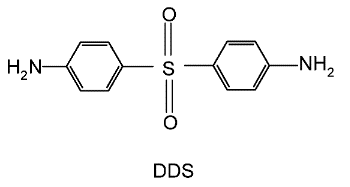 O
H₂N S NH₂
O
DDS